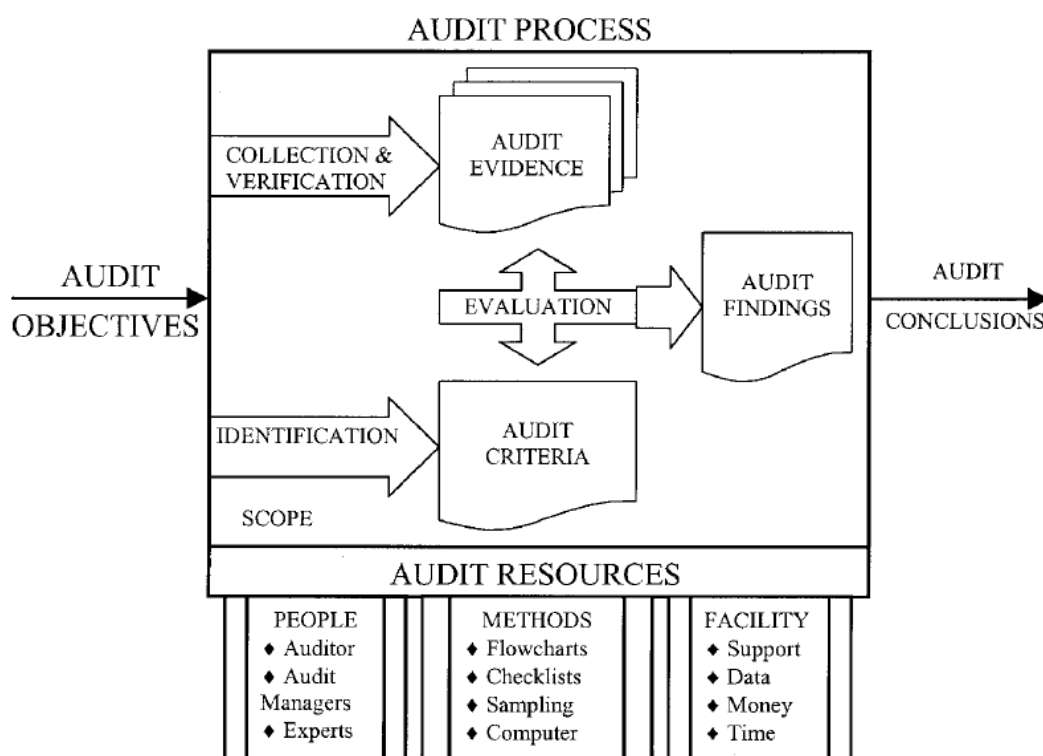 AUDIT PROCESS
AUDIT
EVIDENCE
COLLECTION &
VERIFICATION
AUDIT
OBJECTIVES
EVALUATION
AUDIT
FINDINGS
AUDIT
CONCLUSIONS
IDENTIFICATION
AUDIT
CRITERIA
SCOPE
AUDIT RESOURCES
PEOPLE
♦ Auditor
♦ Audit
Managers
♦ Experts
METHODS
♦ Flowcharts
♦ Checklists
♦ Sampling
♦ Computer
FACILITY
♦ Support
♦ Data
♦ Money
♦ Time